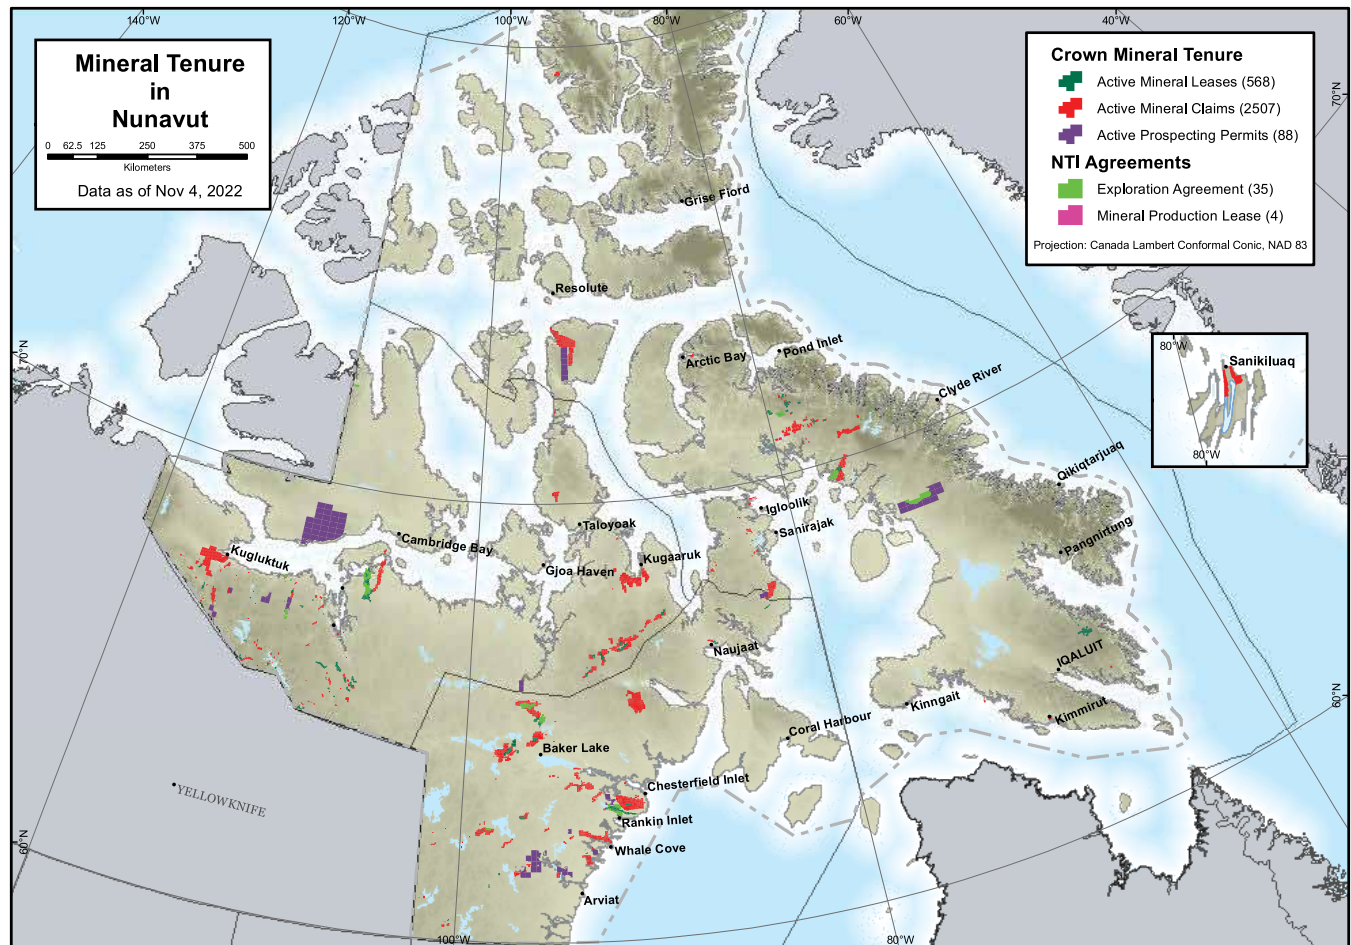 140°W
120°W
100°W
80°W
60°W
40°W
Mineral Tenure
in
Nunavut
0 62.5 125 250 375 500
Kilometers
Data as of Nov 4, 2022
Crown Mineral Tenure
Active Mineral Leases (568)
Active Mineral Claims (2507)
Active Prospecting Permits (88)
NTI Agreements
Exploration Agreement (35)
Mineral Production Lease (4)
Projection: Canada Lambert Conformal Conic, NAD 83
70°N
Grise Fiord
Resolute
Arctic Bay
Pond Inlet
Clyde River
70°N
80°W
Sanikiluaq
80°W
Qikiqtarjuaq
Igloolik
Sanirajak
Pangnirtung
Taloyoak
Cambridge Bay
Kugluktuk
Gjoa Haven
Kugaaruk
Naujaat
IQALUIT
Kinngait
Kimmirut
60°N
Coral Harbour
Baker Lake
Chesterfield Inlet
YELLOWKNIFE
Rankin Inlet
Whale Cove
60°N
Arviat
100°W
80°W